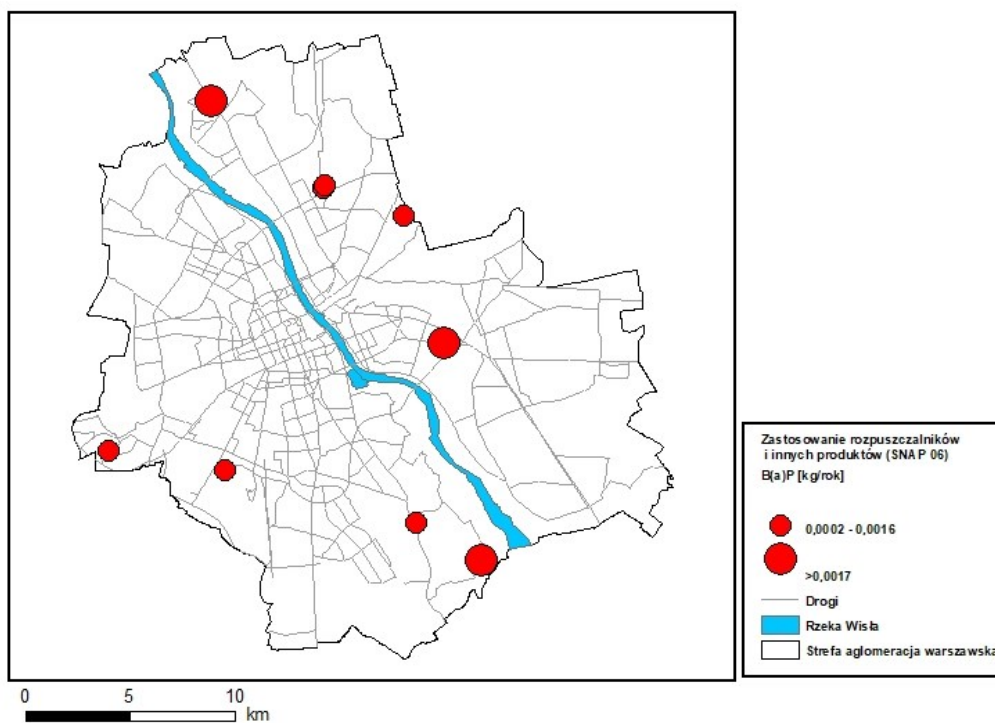 Zastosowanie rozpuszczalników
i innych produktów (SNAP 06)
B(a)P [kg/rok]
0,0002 - 0,0016
>0,0017
Drogi
Rzeka Wisła
Strefa aglomeracja warszawska
0 5 10
km